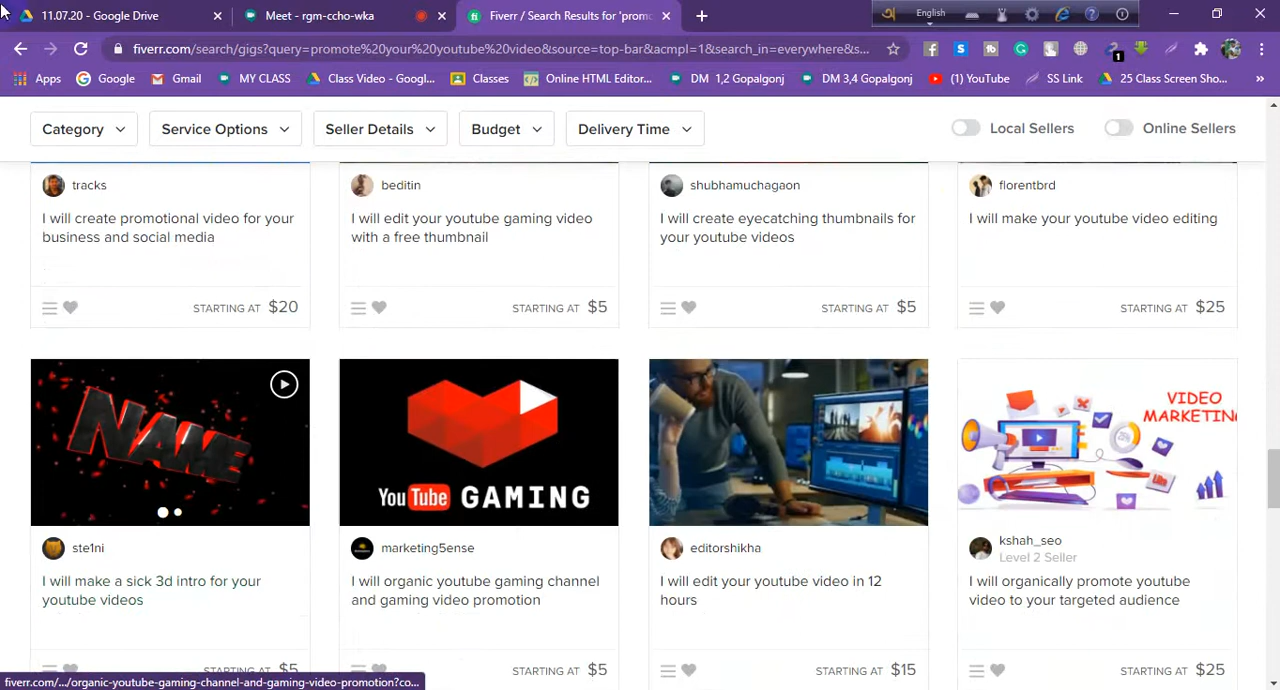 11.07.20 - Google Drive
Meet - rgm-ccho-wka
Fiverr / Search Results for 'promo
English
fiverr.com/search/gigs?query=promote%20your%20youtube%20video&source=top-bar&acmpl=1&search_in=everywhere&s...
Apps
Google
Gmail
MY CLASS
Class Video - Googl...
Classes
Online HTML Editor...
DM 1,2 Gopalgonj
DM 3,4 Gopalgonj
(1) YouTube
SS Link
25 Class Screen Sho...
Category
Service Options
Seller Details
Budget
Delivery Time
Local Sellers
Online Sellers
tracks
I will create promotional video for your
business and social media
STARTING AT $20
beditin
I will edit your youtube gaming video
with a free thumbnail
STARTING AT $5
shubhamuchagaon
I will create eyecatching thumbnails for
your youtube videos
STARTING AT $5
florentbrd
I will make your youtube video editing
STARTING AT $25
NAME
ste1ni
I will make a sick 3d intro for your
youtube videos
STARTING AT $5
YouTube GAMING
marketing5ense
I will organic youtube gaming channel
and gaming video promotion
STARTING AT $5
editorshikha
I will edit your youtube video in 12
hours
STARTING AT $15
VIDEO
MARKETIN
25%
kshah_seo
Level 2 Seller
I will organically promote youtube
video to your targeted audience
STARTING AT $25
fiverr.com/.../organic-youtube-gaming-channel-and-gaming-video-promotion?co...